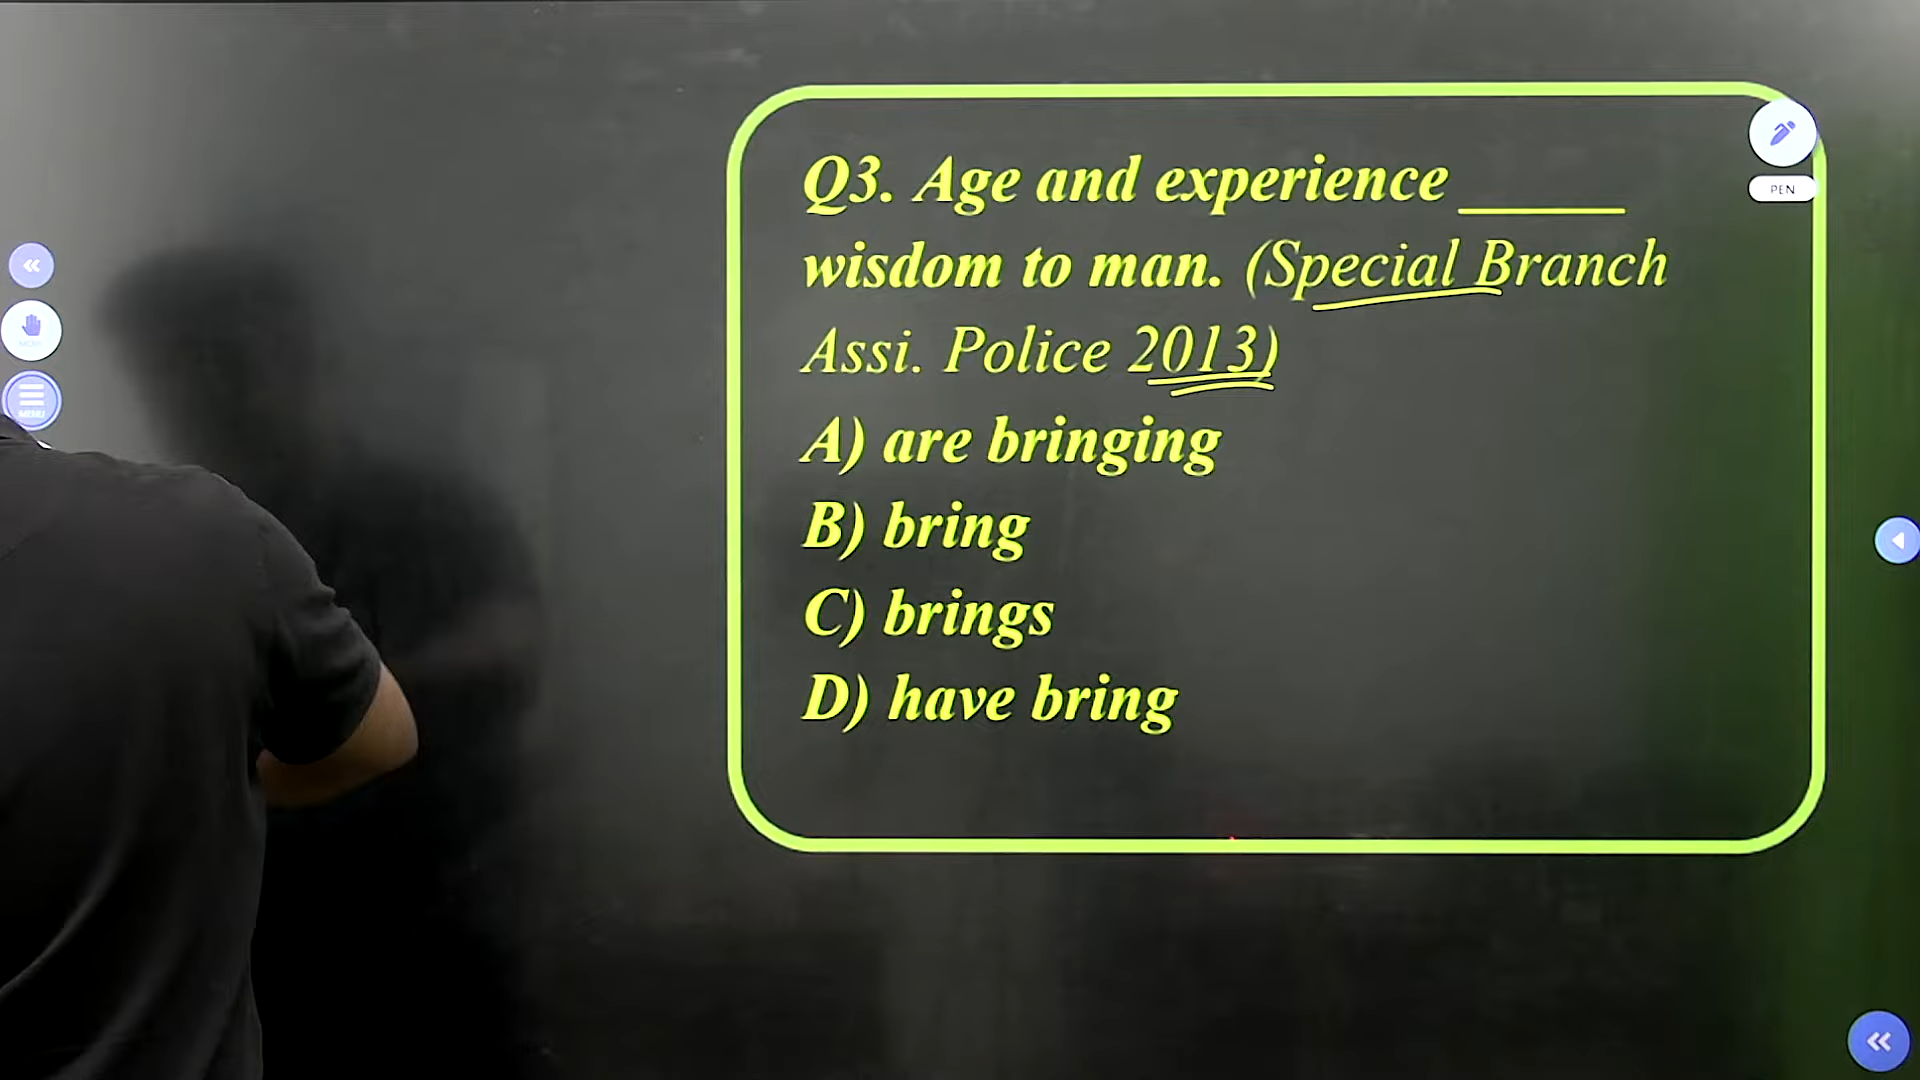 Q3. Age and experience _____
wisdom to man. (Special Branch
Assi. Police 2013)
A) are bringing
B) bring
C) brings
D) have bring
PEN
MENU